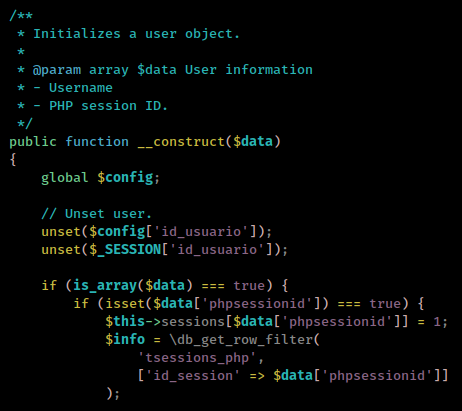 /**
 * Initializes a user object.
 *
 * @param array $data User information
 * - Username
 * - PHP session ID.
 */
public function __construct($data)
{
    global $config;

    // Unset user.
    unset($config['id_usuario']);
    unset($_SESSION['id_usuario']);

    if (is_array($data) === true) {
        if (isset($data['phpsessionid']) === true) {
            $this->sessions[$data['phpsessionid']] = 1;
            $info = \db_get_row_filter(
                'tsessions_php',
                ['id_session' => $data['phpsessionid']]
            );